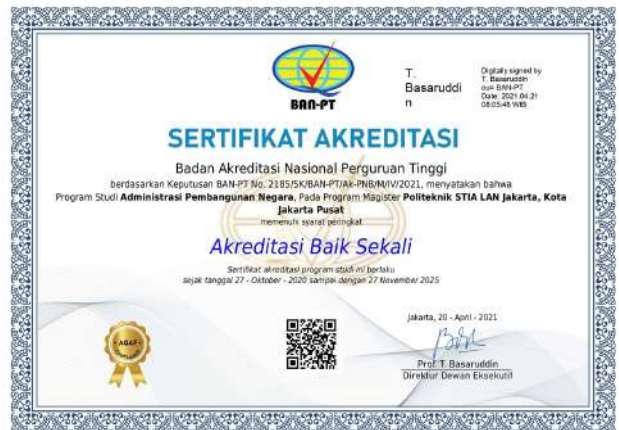 BAN-PT
T.
Basaruddi
n
Digitally signed by
T. Basaruddin
ou= BAN-PT
Date: 2021.04.21
08:05:48 WIB
SERTIFIKAT AKREDITASI
Badan Akreditasi Nasional Perguruan Tinggi
berdasarkan Keputusan BAN-PT No. 2185/SK/BAN-PT/Ak-PNB/M/IV/2021, menyatakan bahwa
Program Studi Administrasi Pembangunan Negara, Pada Program Magister Politeknik STIA LAN Jakarta, Kota
Jakarta Pusat
memenuhi syarat peringkat
Akreditasi Baik Sekali
Sertifikat akreditasi program studi ini berlaku
sejak tanggal 27 - Oktober - 2020 sampai dengan 27 November 2025
Jakarta, 20 - April - 2021
Prof. T. Basaruddin
Direktur Dewan Eksekutif